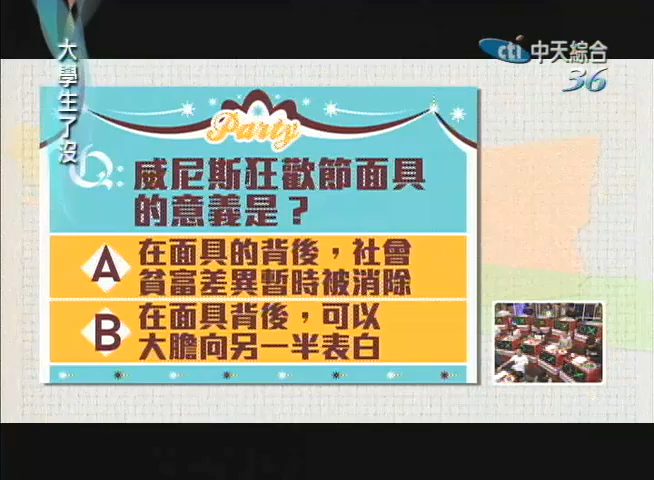 大學生了沒
cti 中天綜合
36
Party
Q:威尼斯狂歡節面具
的意義是？
A 在面具的背後，社會
貧富差異暫時被消除
B 在面具背後，可以
大膽向另一半表白